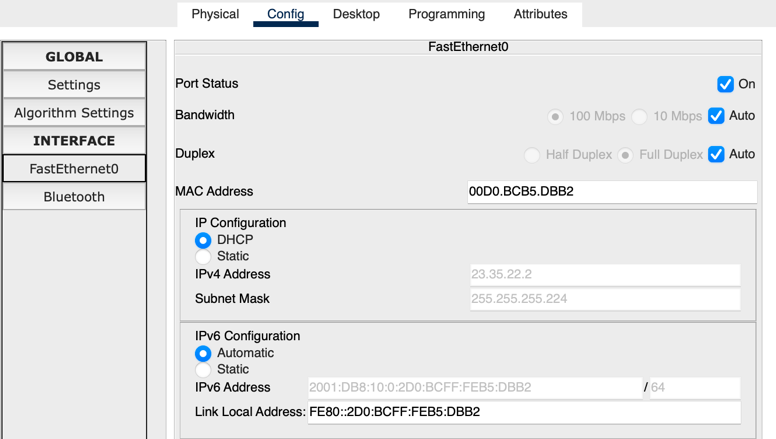 Physical Config Desktop Programming Attributes
GLOBAL
Settings
Algorithm Settings
INTERFACE
FastEthernet0
Bluetooth
FastEthernet0
Port Status On
Bandwidth 100 Mbps 10 Mbps Auto
Duplex Half Duplex Full Duplex Auto
MAC Address 00D0.BCB5.DBB2
IP Configuration
DHCP
Static
IPv4 Address 23.35.22.2
Subnet Mask 255.255.255.224
IPv6 Configuration
Automatic
Static
IPv6 Address 2001:DB8:10:0:2D0:BCFF:FEB5:DBB2 / 64
Link Local Address: FE80::2D0:BCFF:FEB5:DBB2